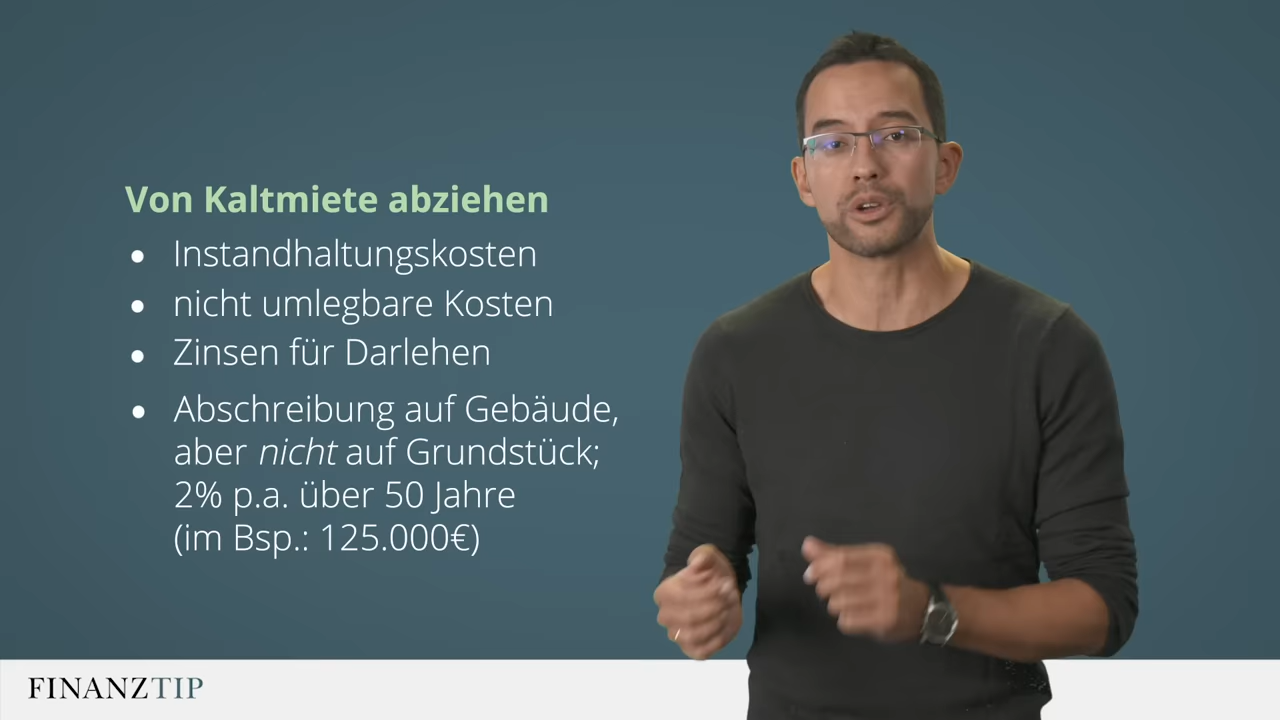 Von Kaltmiete abziehen
• Instandhaltungskosten
• nicht umlegbare Kosten
• Zinsen für Darlehen
• Abschreibung auf Gebäude,
aber nicht auf Grundstück;
2% p.a. über 50 Jahre
(im Bsp.: 125.000€)
FINANZTIP